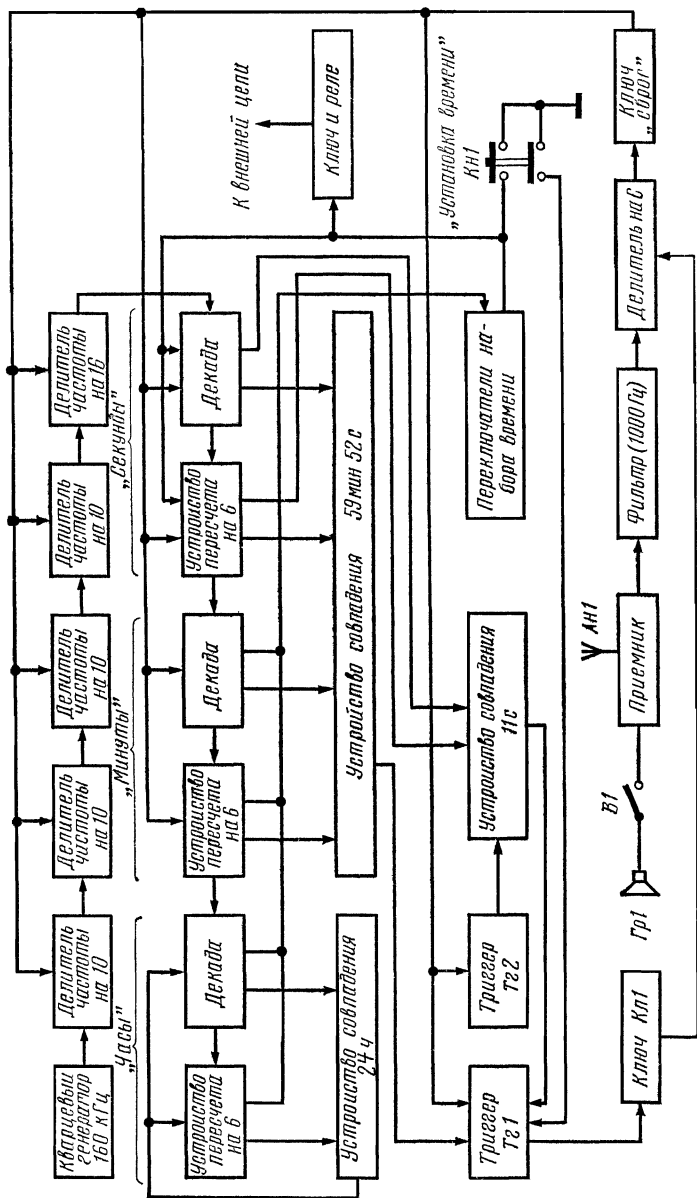 Кварцевый
генератор
160 кГц
Делитель
частоты
на 10
Делитель
частоты
на 10
Делитель
частоты
на 10
Делитель
частоты
на 10
Делитель
частоты
на 16
„Часы"
„Минуты"
„Секунды"
Устройство
пересчета
на 6
Декада
Устройство
пересчета
на 6
Декада
Устройство
пересчета
на 6
Декада
К внешней цепи
Ключ и реле
Устройство совпадения
24 ч
Устройство совпадения 59 мин 52 с
„Установка времени"
Кн1
Триггер
Тг1
Триггер
Тг2
Устройство совпадения
11с
Переключатели на-
бора времени
Ключ Кл1
Гр1
В1
Приемник
Ан1
Фильтр (1000 Гц)
Делитель на С
Ключ
„сброс"